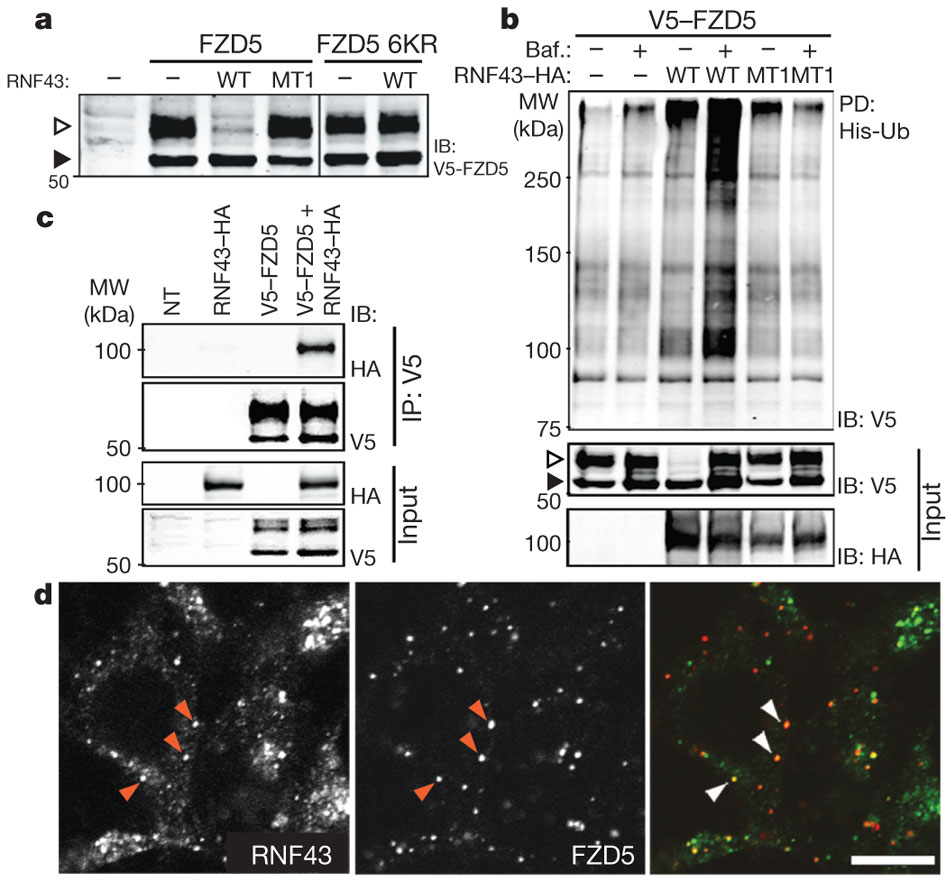 a
FZD5 FZD5 6KR
RNF43: – – WT MT1 – WT
IB:
V5-FZD5
50
b
V5–FZD5
Baf.: – + – + – +
RNF43–HA: – – WT WT MT1 MT1
MW
(kDa)
PD:
His-Ub
250
150
100
75
IB: V5
IB: V5
50
100
IB: HA
Input
c
MW
(kDa)
NT
RNF43–HA
V5–FZD5
V5–FZD5 +
RNF43–HA
IB:
100
HA
V5
50
IP: V5
100
HA
V5
50
Input
d
RNF43
FZD5